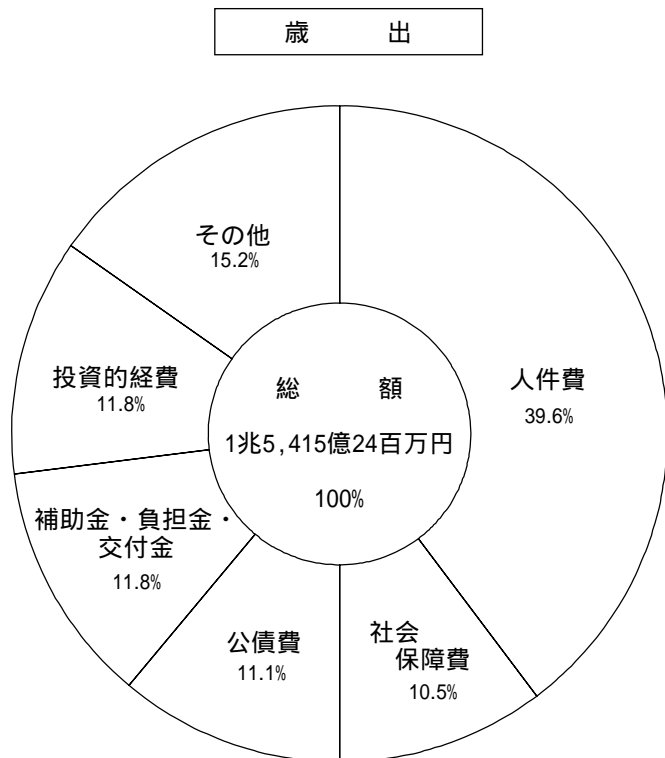 歳 出
その他
15.2%
人件費
39.6%
投資的経費
11.8%
総 額
1兆5,415億24百万円
100%
補助金・負担金・
交付金
11.8%
公債費
11.1%
社会
保障費
10.5%